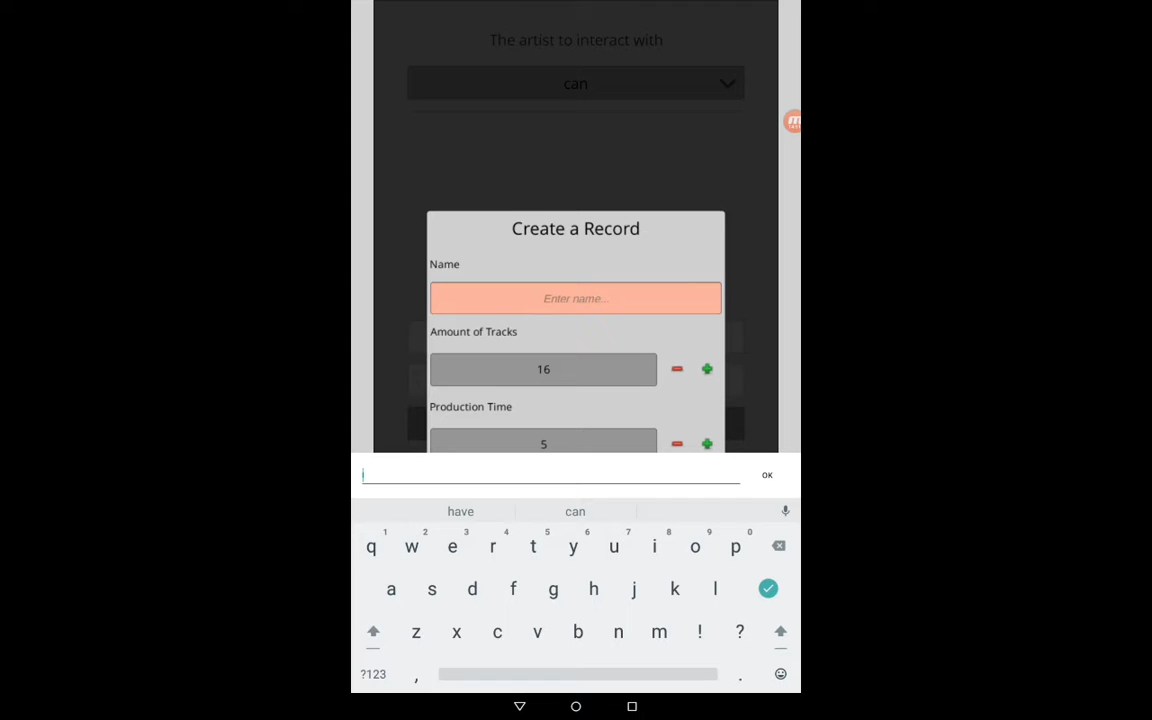 The artist to interact with
can
Create a Record
Name
Enter name...
Amount of Tracks
16
Production Time
5
OK
have can
1 2 3 4 5 6 7 8 9 0
q w e r t y u i o p
a s d f g h j k l
z x c v b n m ! ?
?123 , .